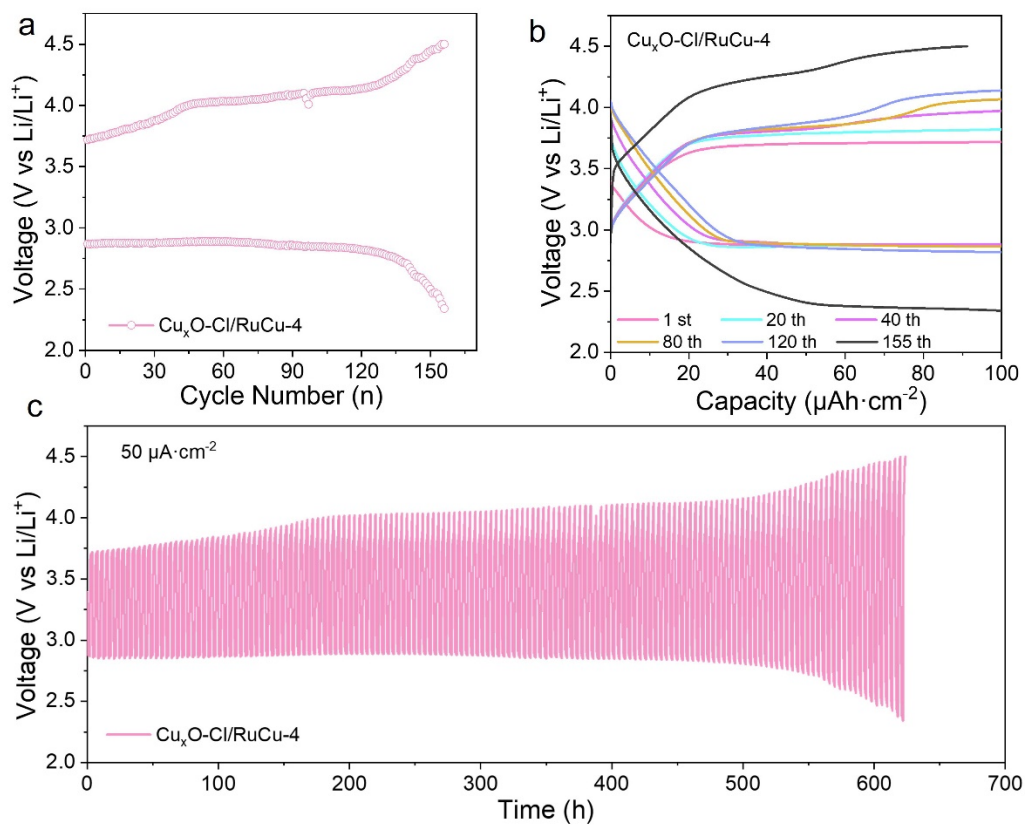 a
Voltage (V vs Li/Li⁺)
4.5
4.0
3.5
3.0
2.5
2.0
CuₓO-Cl/RuCu-4
0 30 60 90 120 150
Cycle Number (n)
b
Voltage (V vs Li/Li⁺)
CuₓO-Cl/RuCu-4
4.5
4.0
3.5
3.0
2.5
2.0
1 st 20 th 40 th
80 th 120 th 155 th
0 20 40 60 80 100
Capacity (µAh·cm⁻²)
c
Voltage (V vs Li/Li⁺)
50 µA·cm⁻²
4.5
4.0
3.5
3.0
2.5
2.0
CuₓO-Cl/RuCu-4
0 100 200 300 400 500 600 700
Time (h)